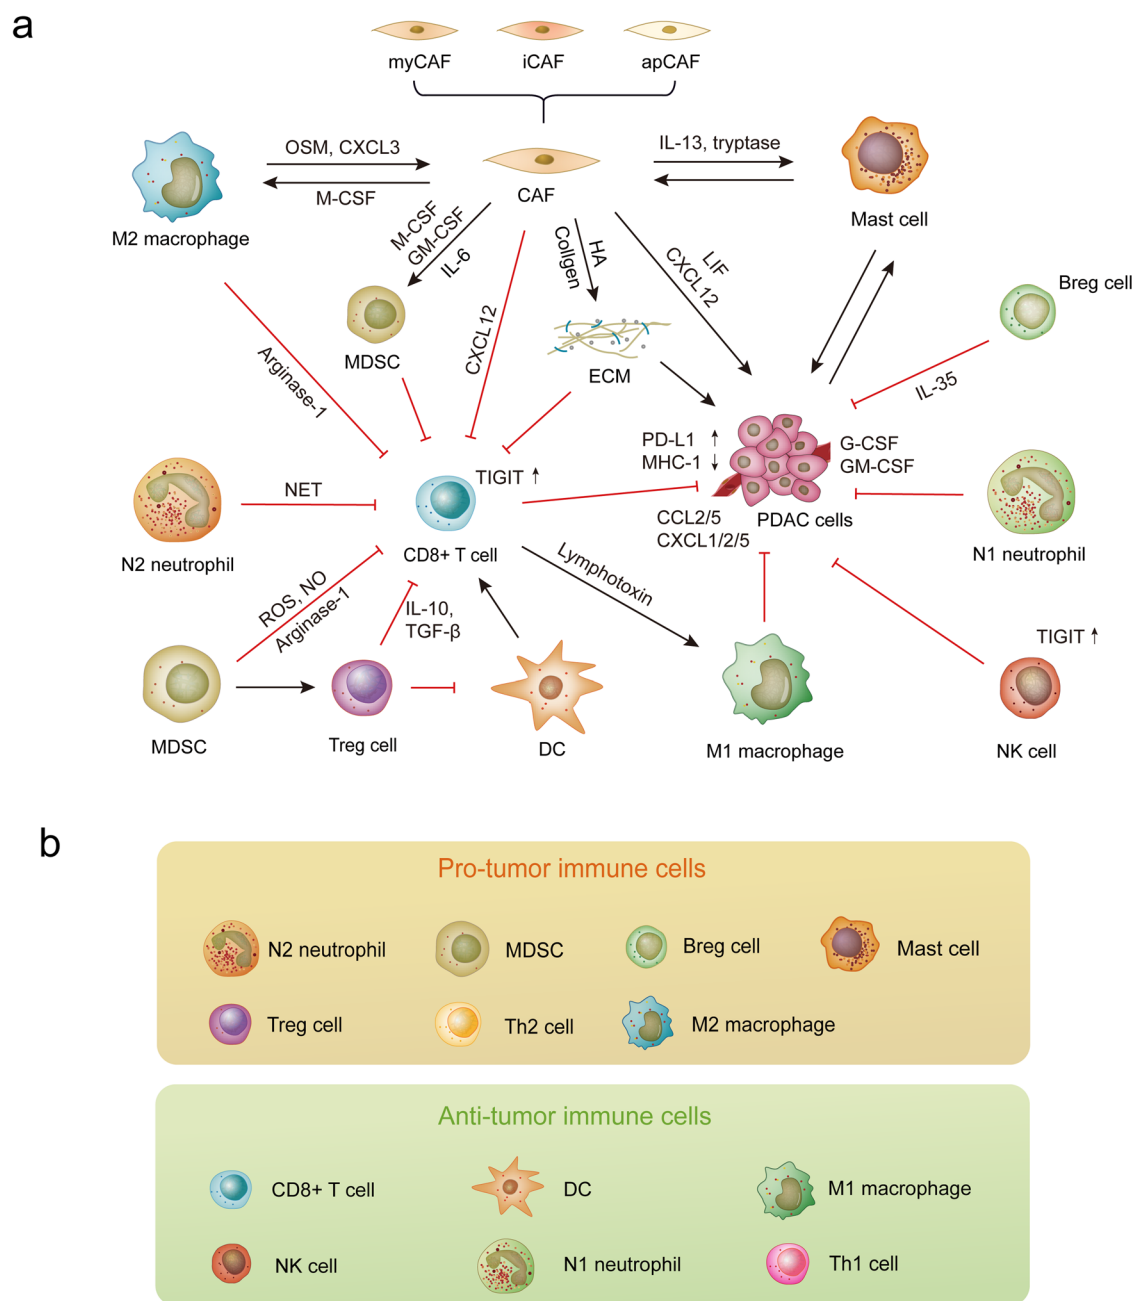 a
myCAF
iCAF
apCAF
OSM, CXCL3
M-CSF
IL-13, tryptase
CAF
M2 macrophage
Mast cell
M-CSF
GM-CSF
IL-6
HA
Collgen
LIF
CXCL12
Breg cell
MDSC
CXCL12
ECM
Arginase-1
IL-35
PD-L1 ↑
MHC-1 ↓
G-CSF
GM-CSF
TIGIT ↑
NET
CCL2/5
CXCL1/2/5
PDAC cells
N2 neutrophil
CD8+ T cell
N1 neutrophil
Lymphotoxin
ROS, NO
Arginase-1
IL-10,
TGF-β
TIGIT ↑
MDSC
Treg cell
DC
M1 macrophage
NK cell
b
Pro-tumor immune cells
N2 neutrophil
MDSC
Breg cell
Mast cell
Treg cell
Th2 cell
M2 macrophage
Anti-tumor immune cells
CD8+ T cell
DC
M1 macrophage
NK cell
N1 neutrophil
Th1 cell